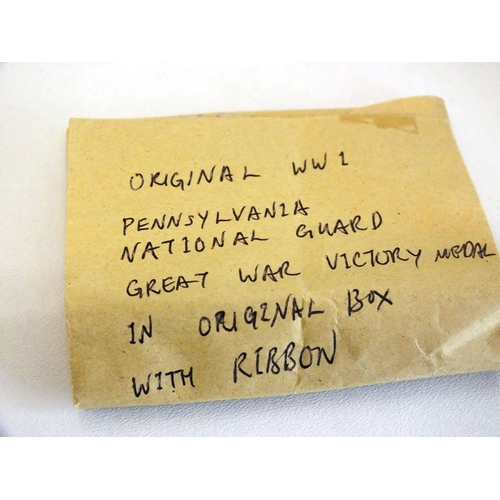 ORIGINAL WW1
PENNSYLVANIA
NATIONAL GUARD
GREAT WAR VICTORY MEDAL
IN ORIGINAL BOX
WITH RIBBON